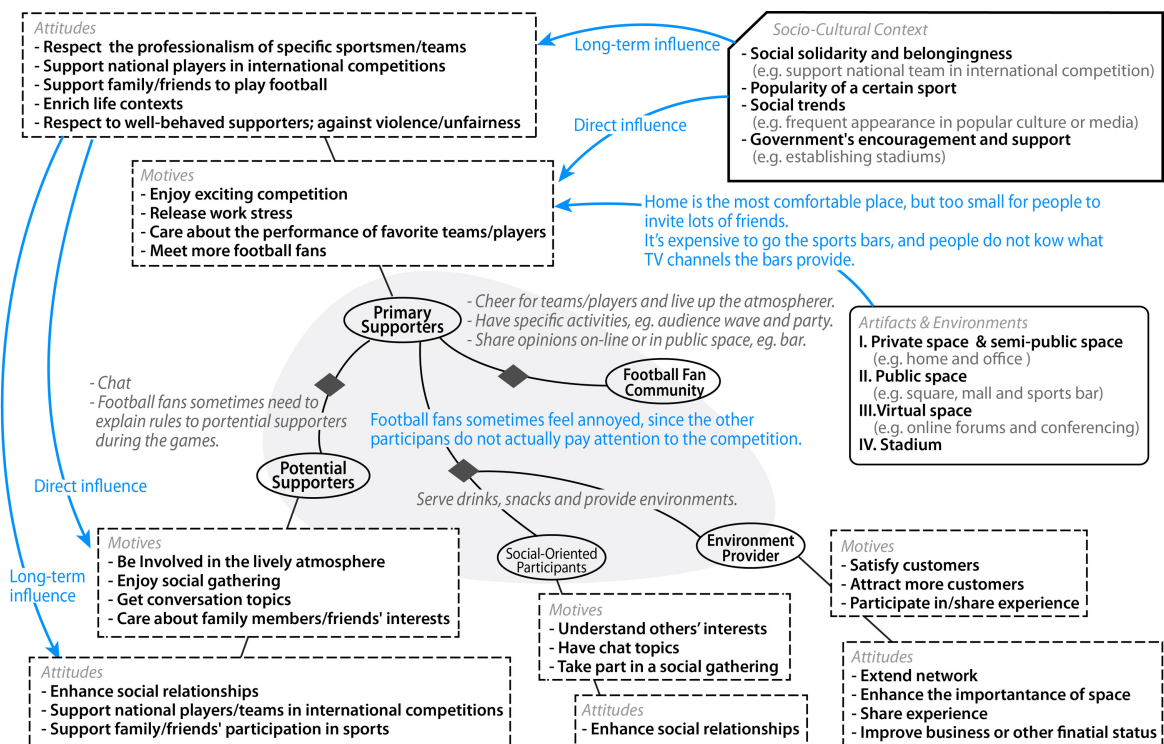 Attitudes
- Respect the professionalism of specific sportsmen/teams
- Support national players in international competitions
- Support family/friends to play football
- Enrich life contexts
- Respect to well-behaved supporters; against violence/unfairness
Long-term influence
Socio-Cultural Context
- Social solidarity and belongingness
(e.g. support national team in international competition)
- Popularity of a certain sport
- Social trends
(e.g. frequent appearance in popular culture or media)
- Government's encouragement and support
(e.g. establishing stadiums)
Direct influence
Motives
- Enjoy exciting competition
- Release work stress
- Care about the performance of favorite teams/players
- Meet more football fans
Home is the most comfortable place, but too small for people to
invite lots of friends.
It's expensive to go the sports bars, and people do not kow what
TV channels the bars provide.
Primary
Supporters
- Cheer for teams/players and live up the atmospherer.
- Have specific activities, eg. audience wave and party.
- Share opinions on-line or in public space, eg. bar.
Artifacts & Environments
I. Private space & semi-public space
(e.g. home and office )
II. Public space
(e.g. square, mall and sports bar)
III.Virtual space
(e.g. online forums and conferencing)
IV. Stadium
Football Fan
Community
- Chat
- Football fans sometimes need to
explain rules to portential supporters
during the games.
Football fans sometimes feel annoyed, since the other
participans do not actually pay attention to the competition.
Potential
Supporters
Direct influence
Serve drinks, snacks and provide environments.
Social-Oriented
Participants
Environment
Provider
Long-term
influence
Motives
- Be Involved in the lively atmosphere
- Enjoy social gathering
- Get conversation topics
- Care about family members/friends' interests
Attitudes
- Enhance social relationships
- Support national players/teams in international competitions
- Support family/friends' participation in sports
Motives
- Understand others' interests
- Have chat topics
- Take part in a social gathering
Attitudes
- Enhance social relationships
Motives
- Satisfy customers
- Attract more customers
- Participate in/share experience
Attitudes
- Extend network
- Enhance the importantance of space
- Share experience
- Improve business or other finatial status